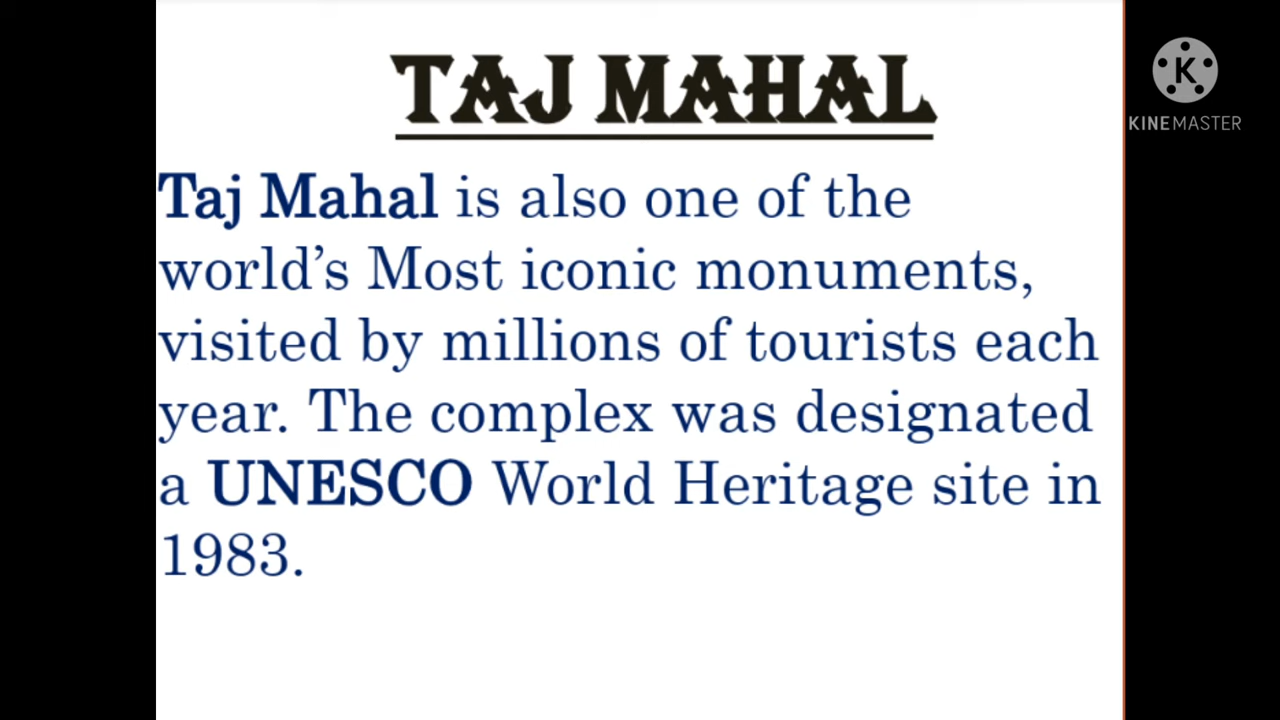 TAJ MAHAL
Taj Mahal is also one of the
world’s Most iconic monuments,
visited by millions of tourists each
year. The complex was designated
a UNESCO World Heritage site in
1983.
K
KINEMASTER